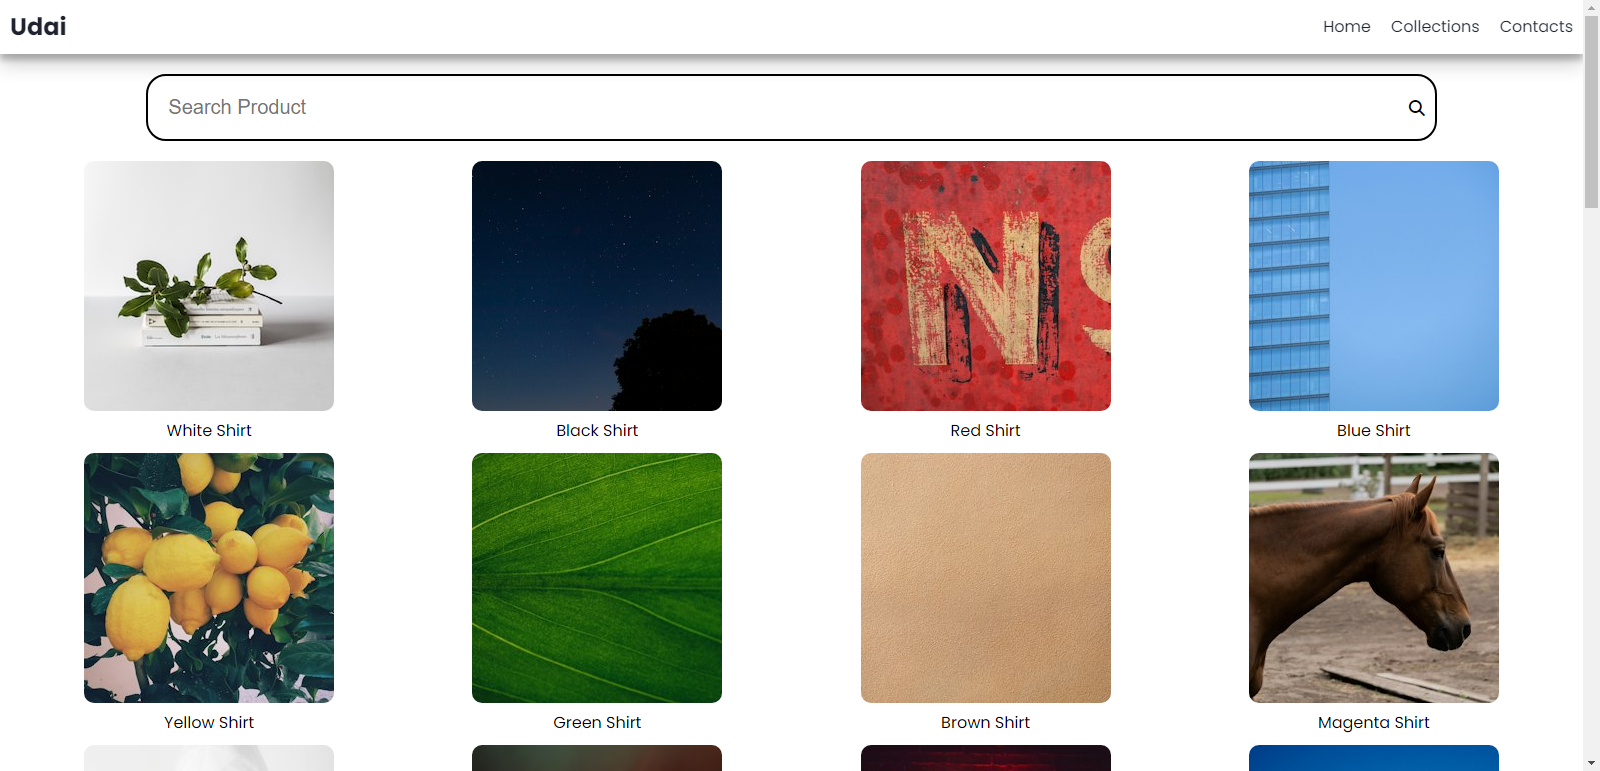 Udai
Home Collections Contacts
Search Product
NS
White Shirt Black Shirt Red Shirt Blue Shirt
Yellow Shirt Green Shirt Brown Shirt Magenta Shirt